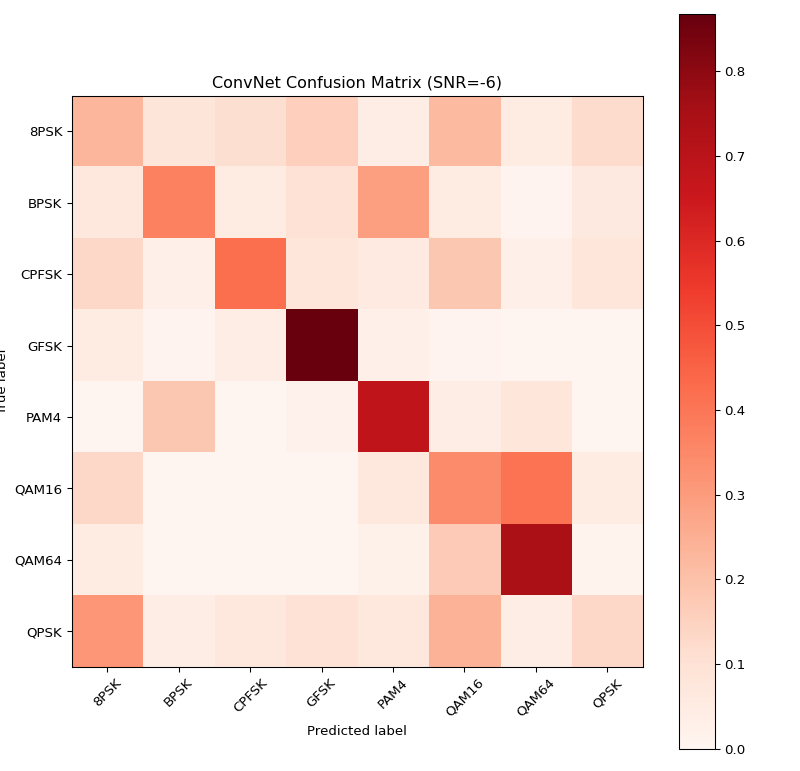 ConvNet Confusion Matrix (SNR=-6)
8PSK
BPSK
CPFSK
GFSK
PAM4
QAM16
QAM64
QPSK
8PSK
BPSK
CPFSK
GFSK
PAM4
QAM16
QAM64
QPSK
Predicted label
0.8
0.7
0.6
0.5
0.4
0.3
0.2
0.1
0.0